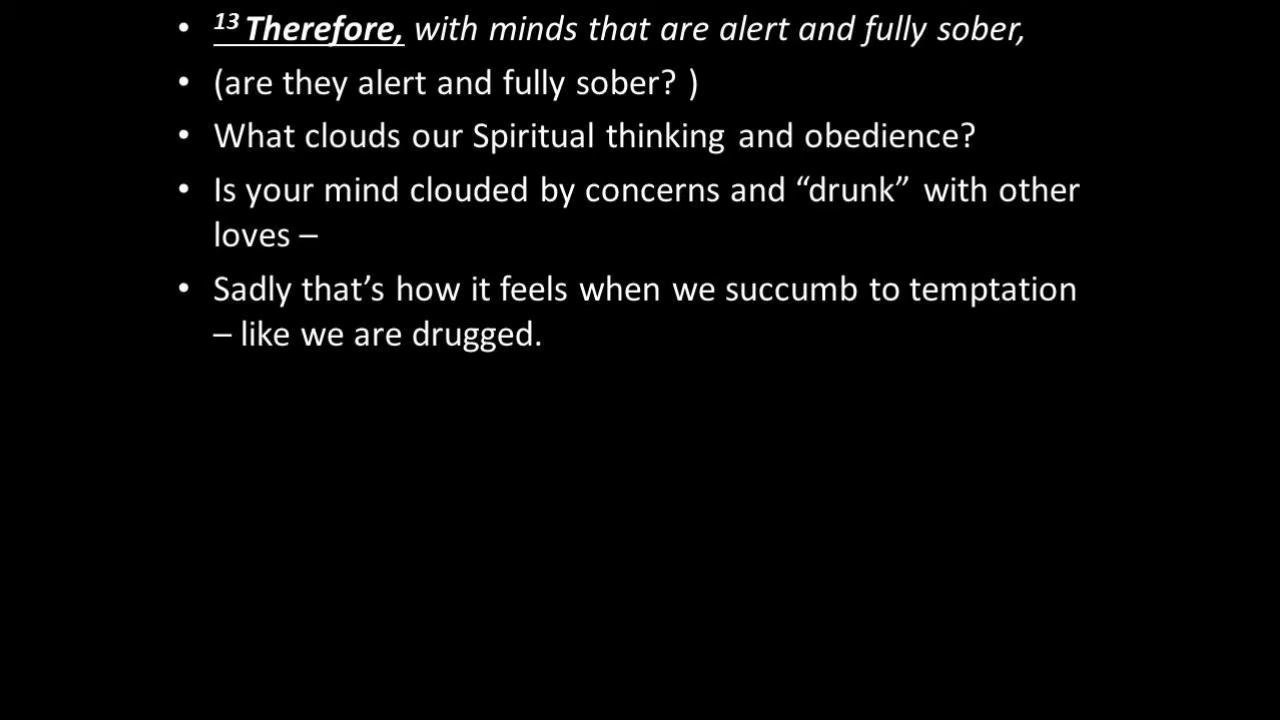 • 13 Therefore, with minds that are alert and fully sober,
• (are they alert and fully sober? )
• What clouds our Spiritual thinking and obedience?
• Is your mind clouded by concerns and “drunk” with other
loves –
• Sadly that’s how it feels when we succumb to temptation
– like we are drugged.